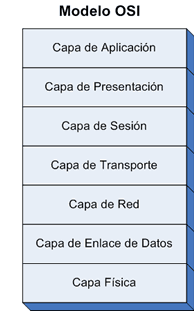 Modelo OSI
Capa de Aplicación
Capa de Presentación
Capa de Sesión
Capa de Transporte
Capa de Red
Capa de Enlace de Datos
Capa Física